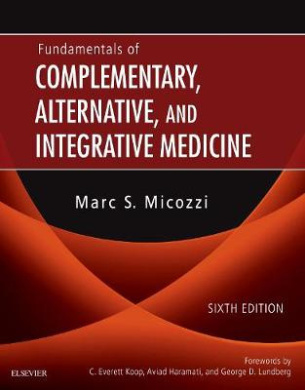 Fundamentals of
COMPLEMENTARY,
ALTERNATIVE, AND
INTEGRATIVE MEDICINE
Marc S. Micozzi
SIXTH EDITION
Forewords by
ELSEVIER
C. Everett Koop, Aviad Haramati, and George D. Lundberg